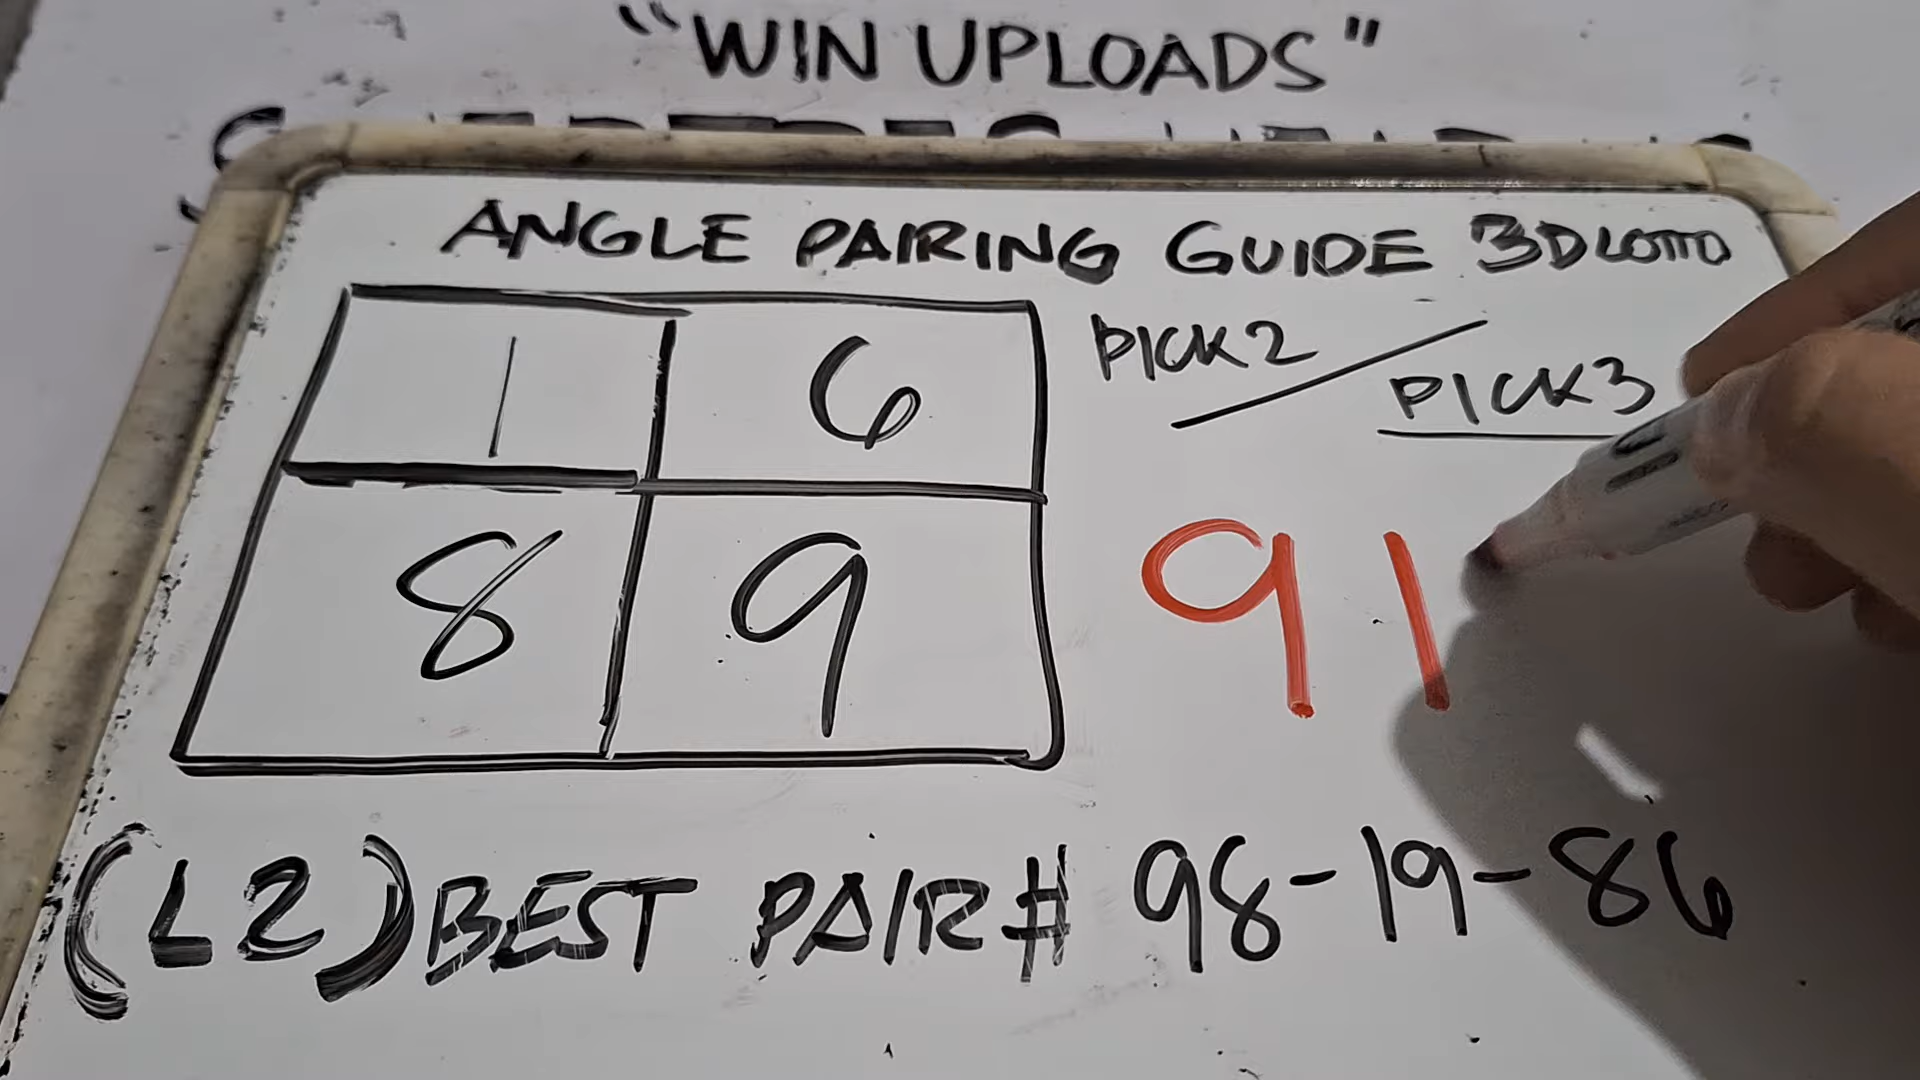 "WIN UPLOADS"
ANGLE PAIRING GUIDE 3D LOTTO
1 6
PICK2
PICK3
8 9
91
(L2) BEST PAIR# 98-19-86